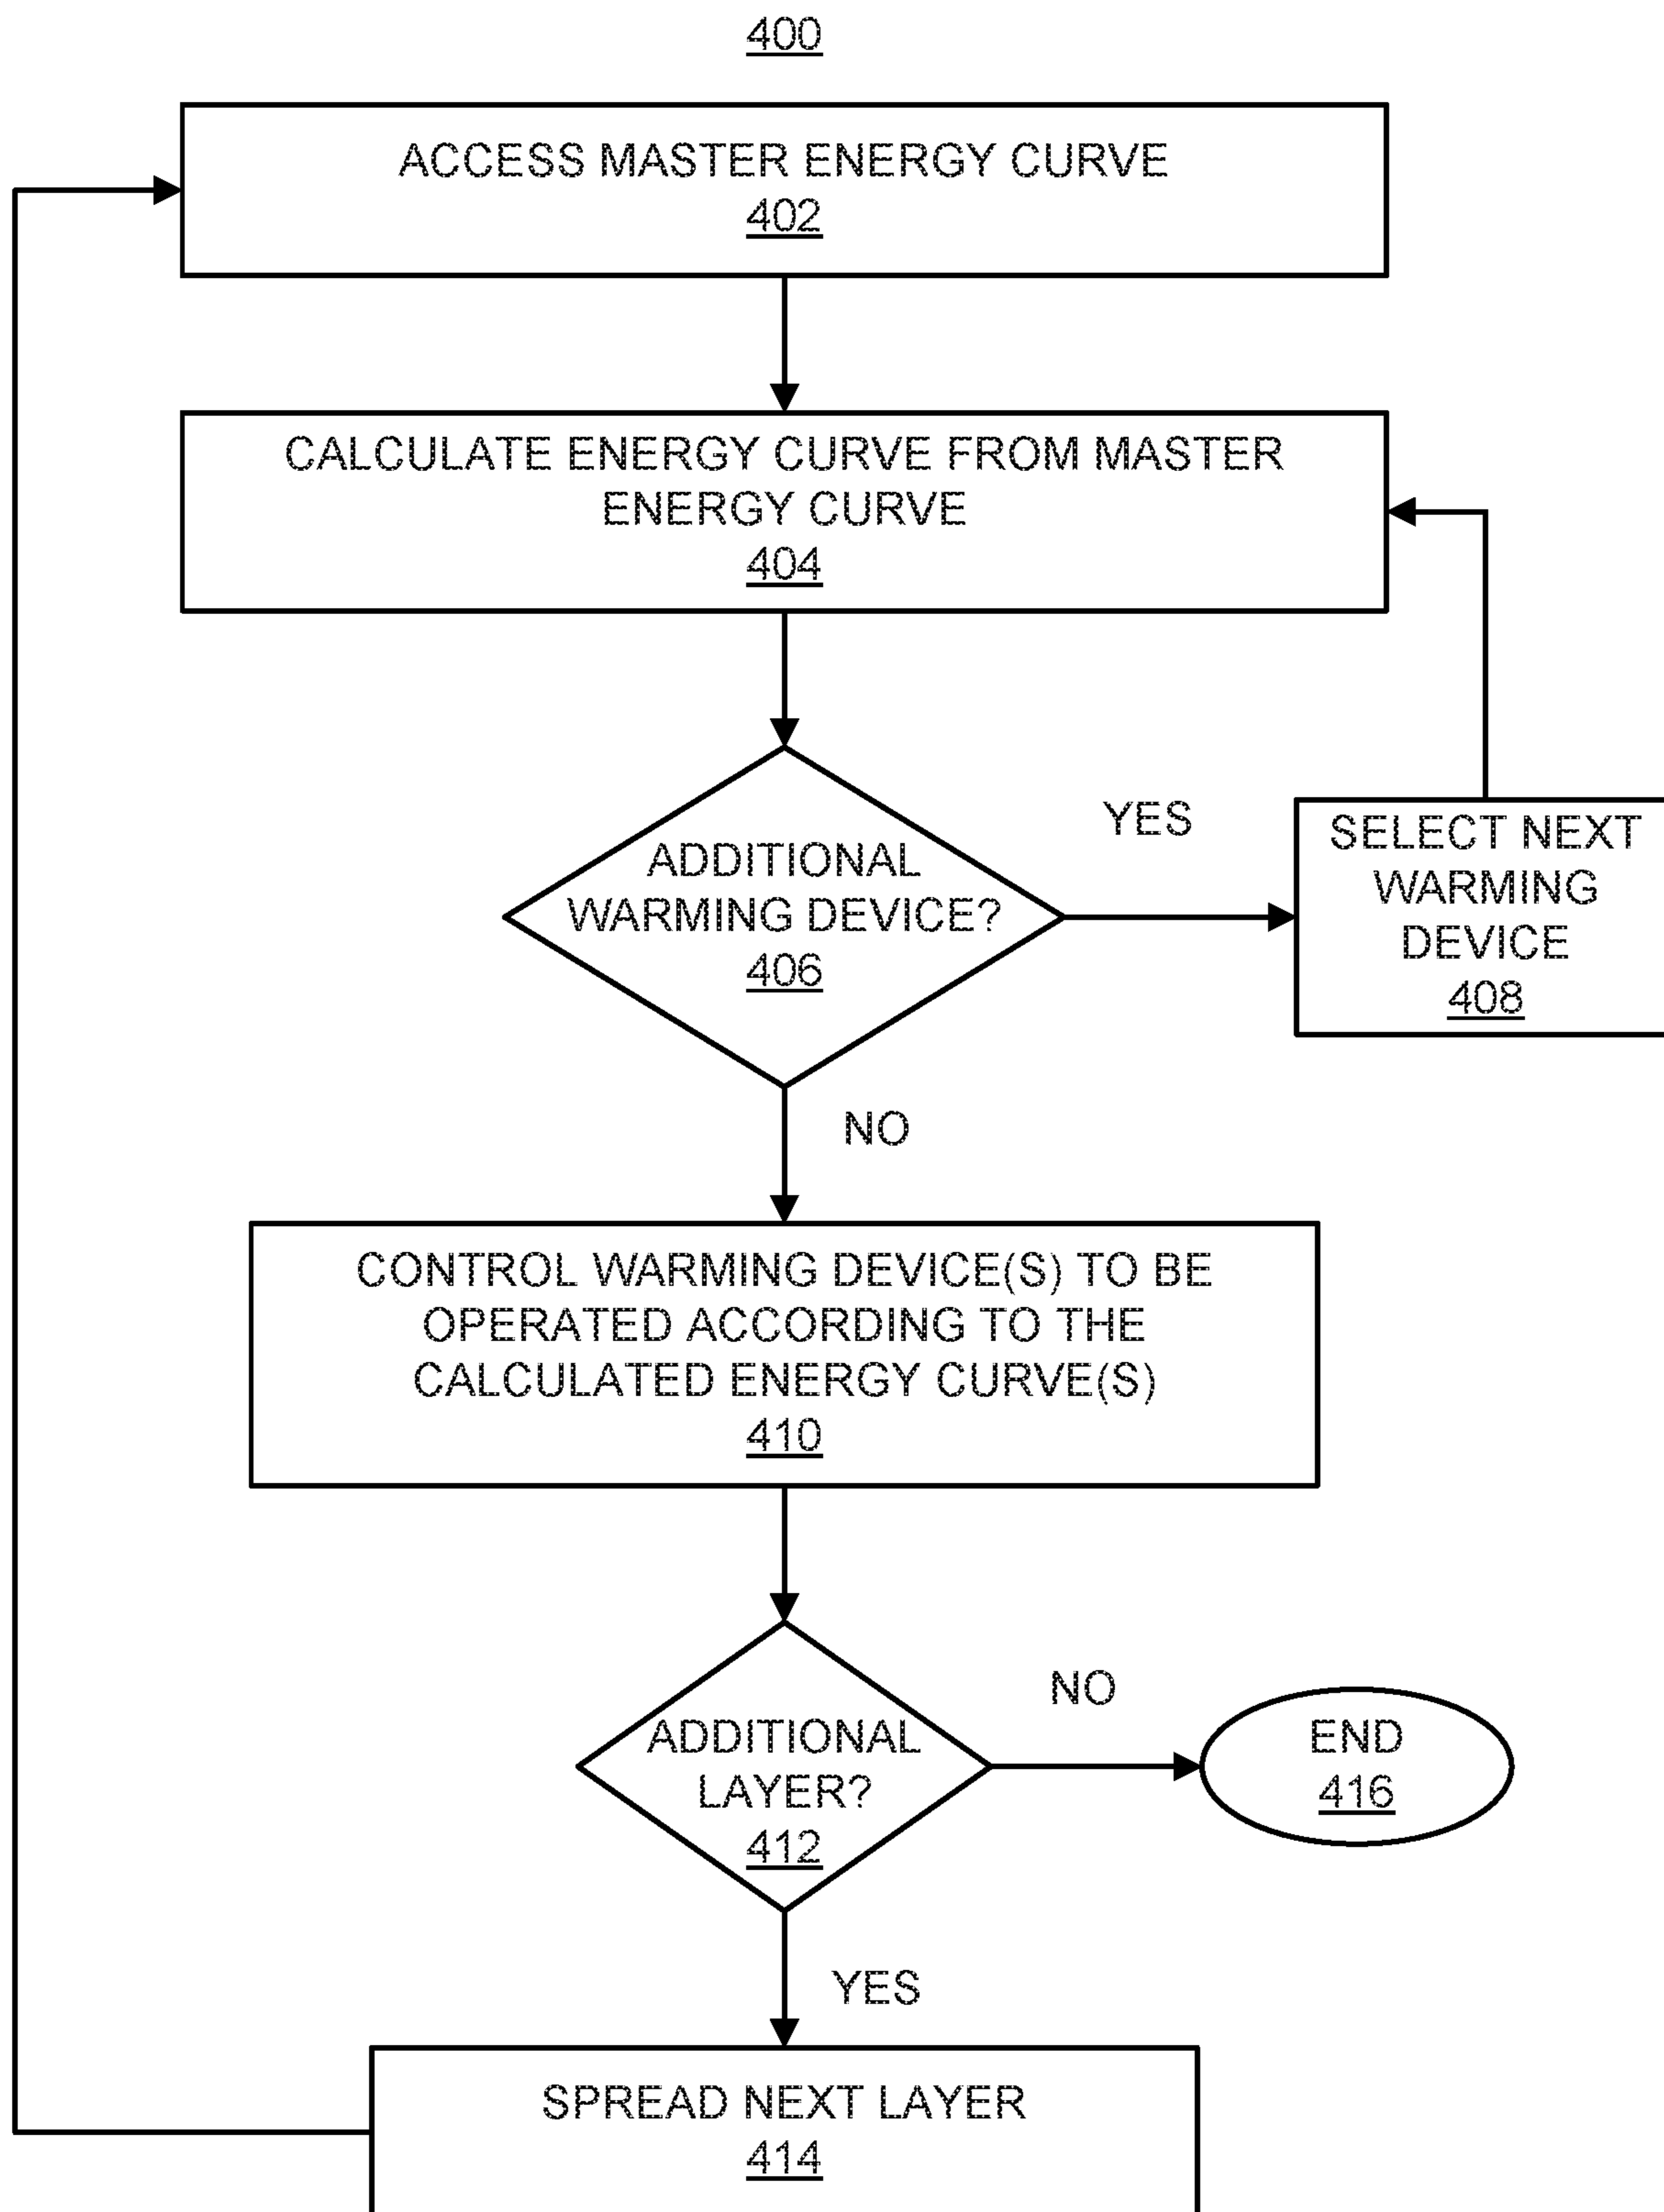 400
ACCESS MASTER ENERGY CURVE
402
CALCULATE ENERGY CURVE FROM MASTER
ENERGY CURVE
404
ADDITIONAL
WARMING DEVICE?
406
YES
SELECT NEXT
WARMING
DEVICE
408
NO
CONTROL WARMING DEVICE(S) TO BE
OPERATED ACCORDING TO THE
CALCULATED ENERGY CURVE(S)
410
ADDITIONAL
LAYER?
412
NO
END
416
YES
SPREAD NEXT LAYER
414